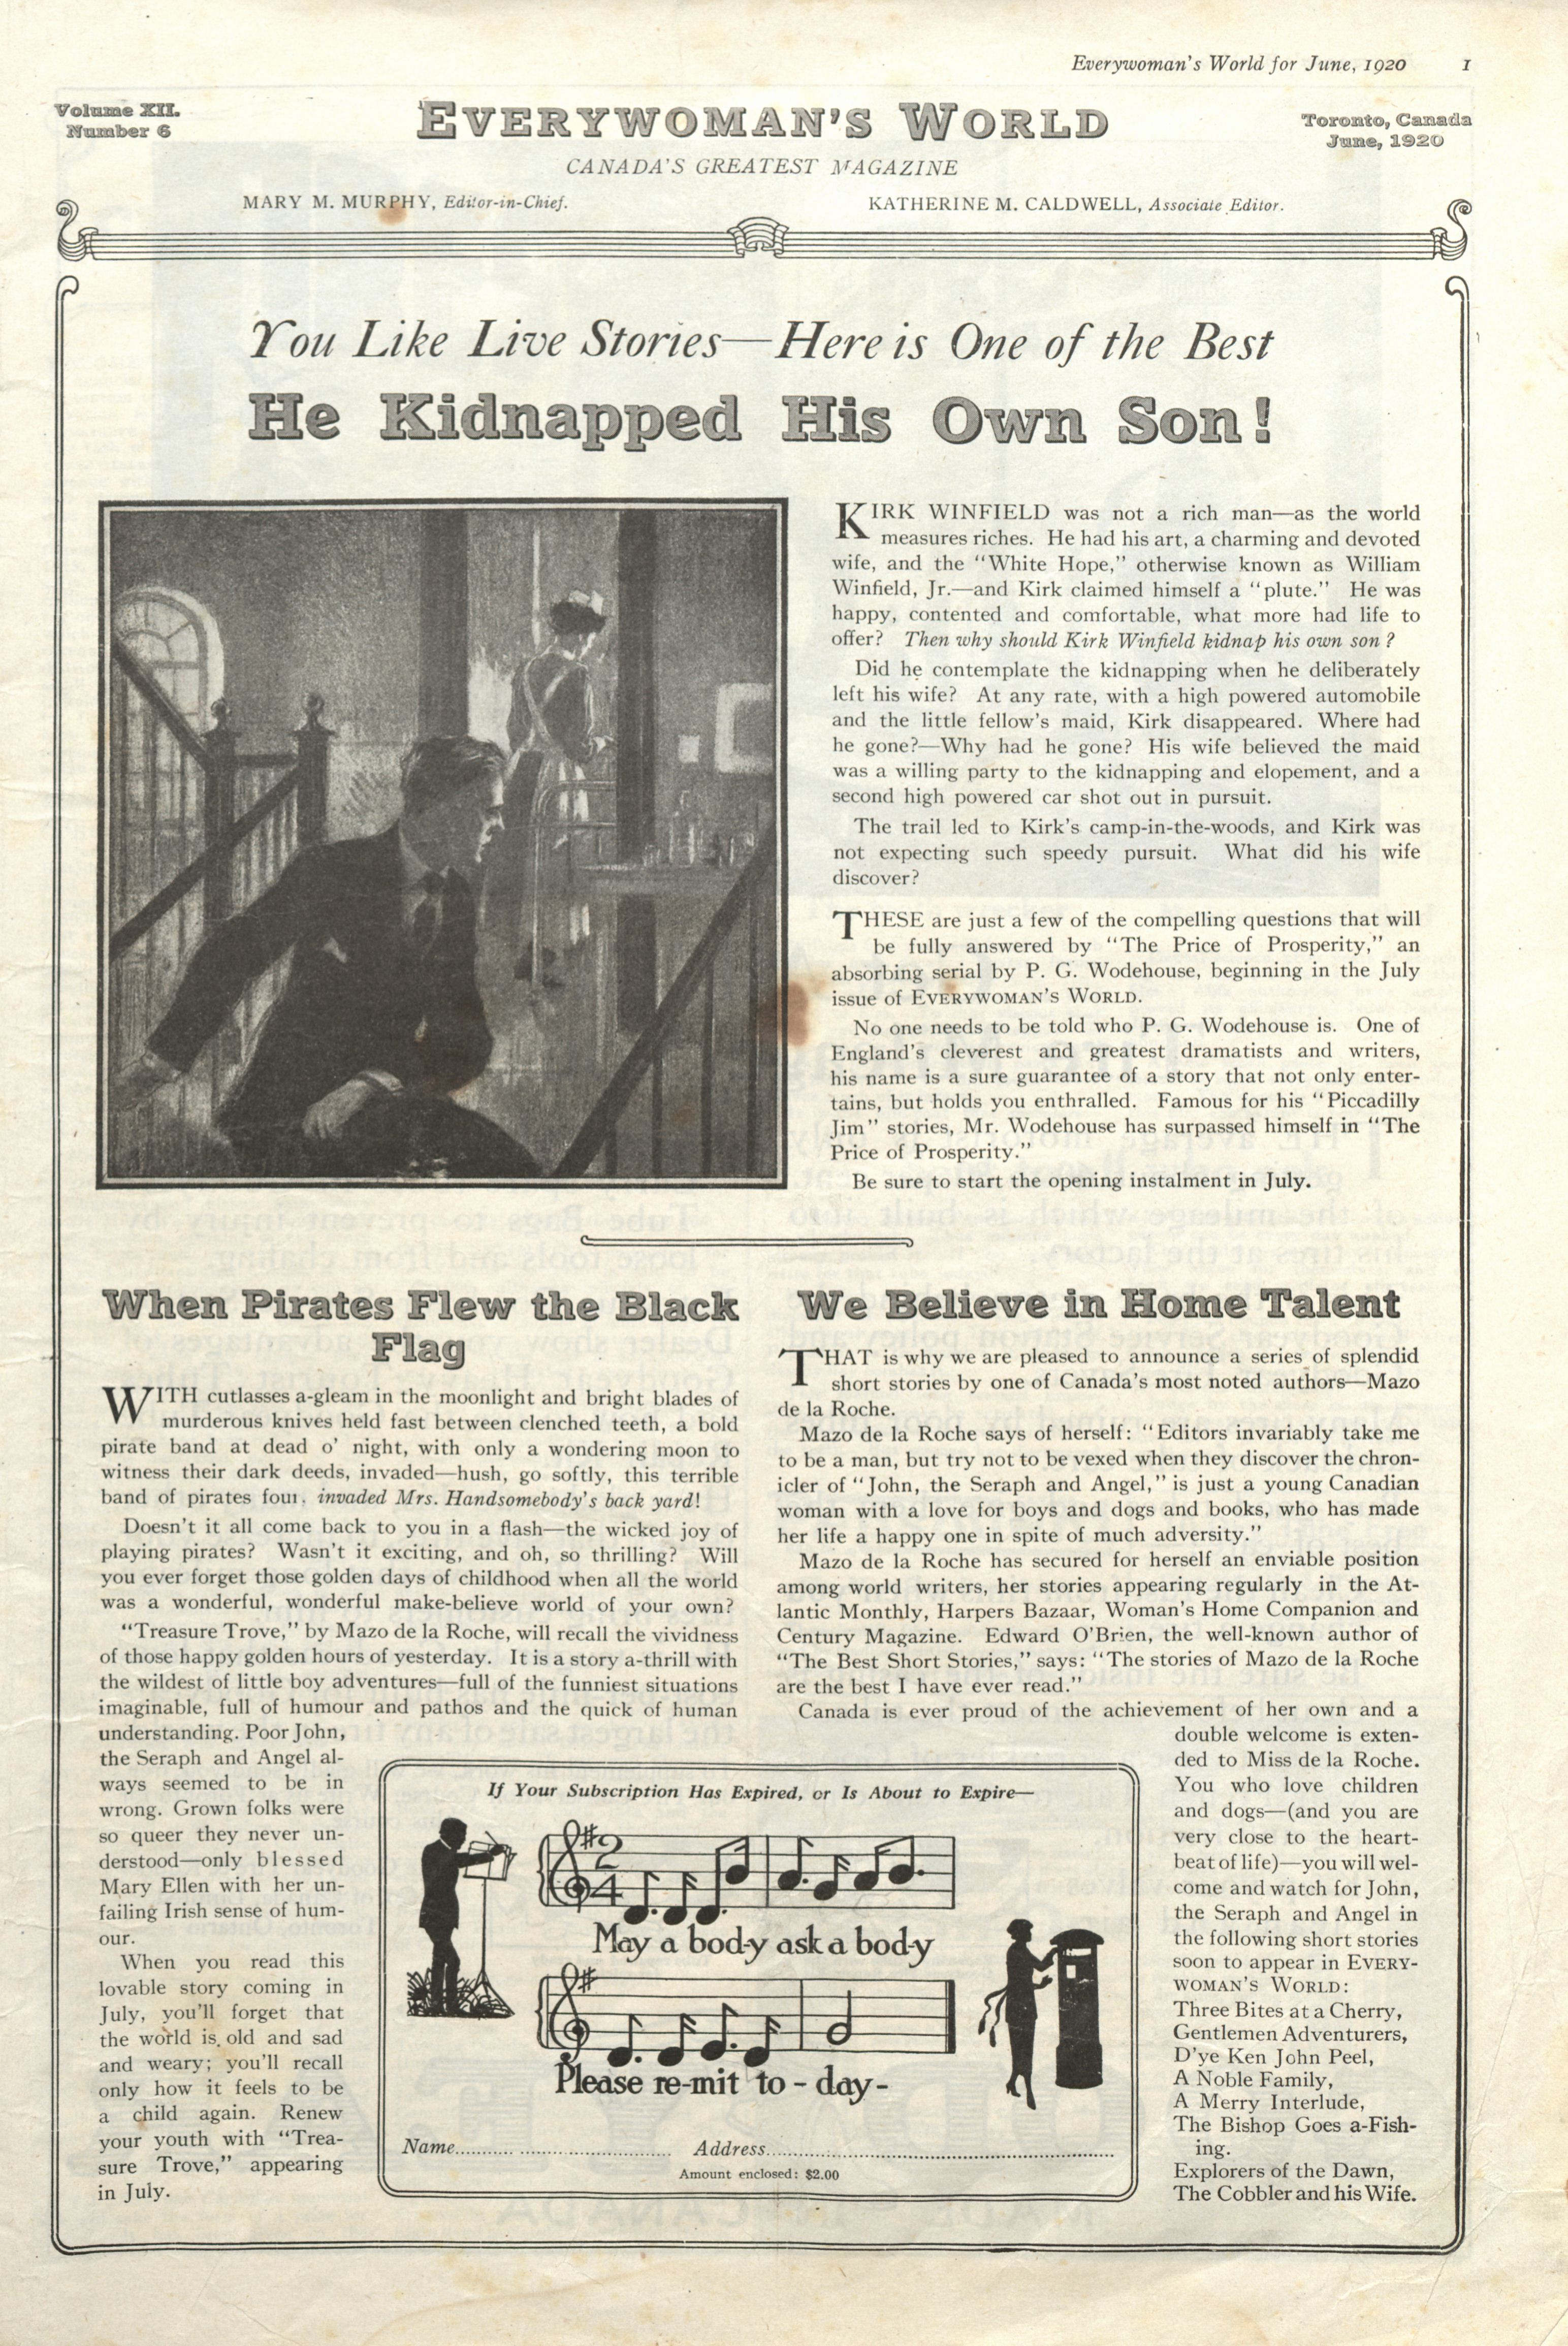 Everywoman's World for June, 1920 1
Volume XII.
Number 6
EVERYWOMAN'S WORLD
Toronto, Canada
June, 1920
CANADA'S GREATEST MAGAZINE
MARY M. MURPHY, Editor-in-Chief.
KATHERINE M. CALDWELL, Associate Editor.
You Like Live Stories—Here is One of the Best
He Kidnapped His Own Son!
KIRK WINFIELD was not a rich man—as the world
measures riches. He had his art, a charming and devoted
wife, and the "White Hope," otherwise known as William
Winfield, Jr.—and Kirk claimed himself a "plute." He was
happy, contented and comfortable, what more had life to
offer? Then why should Kirk Winfield kidnap his own son?
Did he contemplate the kidnapping when he deliberately
left his wife? At any rate, with a high powered automobile
and the little fellow's maid, Kirk disappeared. Where had
he gone?—Why had he gone? His wife believed the maid
was a willing party to the kidnapping and elopement, and a
second high powered car shot out in pursuit.
The trail led to Kirk's camp-in-the-woods, and Kirk was
not expecting such speedy pursuit. What did his wife
discover?
THESE are just a few of the compelling questions that will
be fully answered by "The Price of Prosperity," an
absorbing serial by P. G. Wodehouse, beginning in the July
issue of EVERYWOMAN'S WORLD.
No one needs to be told who P. G. Wodehouse is. One of
England's cleverest and greatest dramatists and writers,
his name is a sure guarantee of a story that not only enter-
tains, but holds you enthralled. Famous for his "Piccadilly
Jim" stories, Mr. Wodehouse has surpassed himself in "The
Price of Prosperity."
Be sure to start the opening instalment in July.
When Pirates Flew the Black
Flag
WITH cutlasses a-gleam in the moonlight and bright blades of
murderous knives held fast between clenched teeth, a bold
pirate band at dead o' night, with only a wondering moon to
witness their dark deeds, invaded—hush, go softly, this terrible
band of pirates four, invaded Mrs. Handsomebody's back yard!
Doesn't it all come back to you in a flash—the wicked joy of
playing pirates? Wasn't it exciting, and oh, so thrilling? Will
you ever forget those golden days of childhood when all the world
was a wonderful, wonderful make-believe world of your own?
"Treasure Trove," by Mazo de la Roche, will recall the vividness
of those happy golden hours of yesterday. It is a story a-thrill with
the wildest of little boy adventures—full of the funniest situations
imaginable, full of humour and pathos and the quick of human
understanding. Poor John,
the Seraph and Angel al-
ways seemed to be in
wrong. Grown folks were
so queer they never un-
derstood—only blessed
Mary Ellen with her un-
failing Irish sense of hum-
our.
When you read this
lovable story coming in
July, you'll forget that
the world is old and sad
and weary; you'll recall
only how it feels to be
a child again. Renew
your youth with "Trea-
sure Trove," appearing
in July.
We Believe in Home Talent
THAT is why we are pleased to announce a series of splendid
short stories by one of Canada's most noted authors—Mazo
de la Roche.
Mazo de la Roche says of herself: "Editors invariably take me
to be a man, but try not to be vexed when they discover the chron-
icler of "John, the Seraph and Angel," is just a young Canadian
woman with a love for boys and dogs and books, who has made
her life a happy one in spite of much adversity."
Mazo de la Roche has secured for herself an enviable position
among world writers, her stories appearing regularly in the At-
lantic Monthly, Harpers Bazaar, Woman's Home Companion and
Century Magazine. Edward O'Brien, the well-known author of
"The Best Short Stories," says: "The stories of Mazo de la Roche
are the best I have ever read."
Canada is ever proud of the achievement of her own and a
double welcome is exten-
ded to Miss de la Roche.
You who love children
and dogs—(and you are
very close to the heart-
beat of life)—you will wel-
come and watch for John,
the Seraph and Angel in
the following short stories
soon to appear in EVERY-
WOMAN'S WORLD:
Three Bites at a Cherry,
Gentlemen Adventurers,
D'ye Ken John Peel,
A Noble Family,
A Merry Interlude,
The Bishop Goes a-Fish-
ing.
Explorers of the Dawn,
The Cobbler and his Wife.
If Your Subscription Has Expired, or Is About to Expire—
2
4
May a bod-y ask a bod-y
Please re-mit to - day-
Name.......... .......................... Address..........................................................
Amount enclosed: $2.00